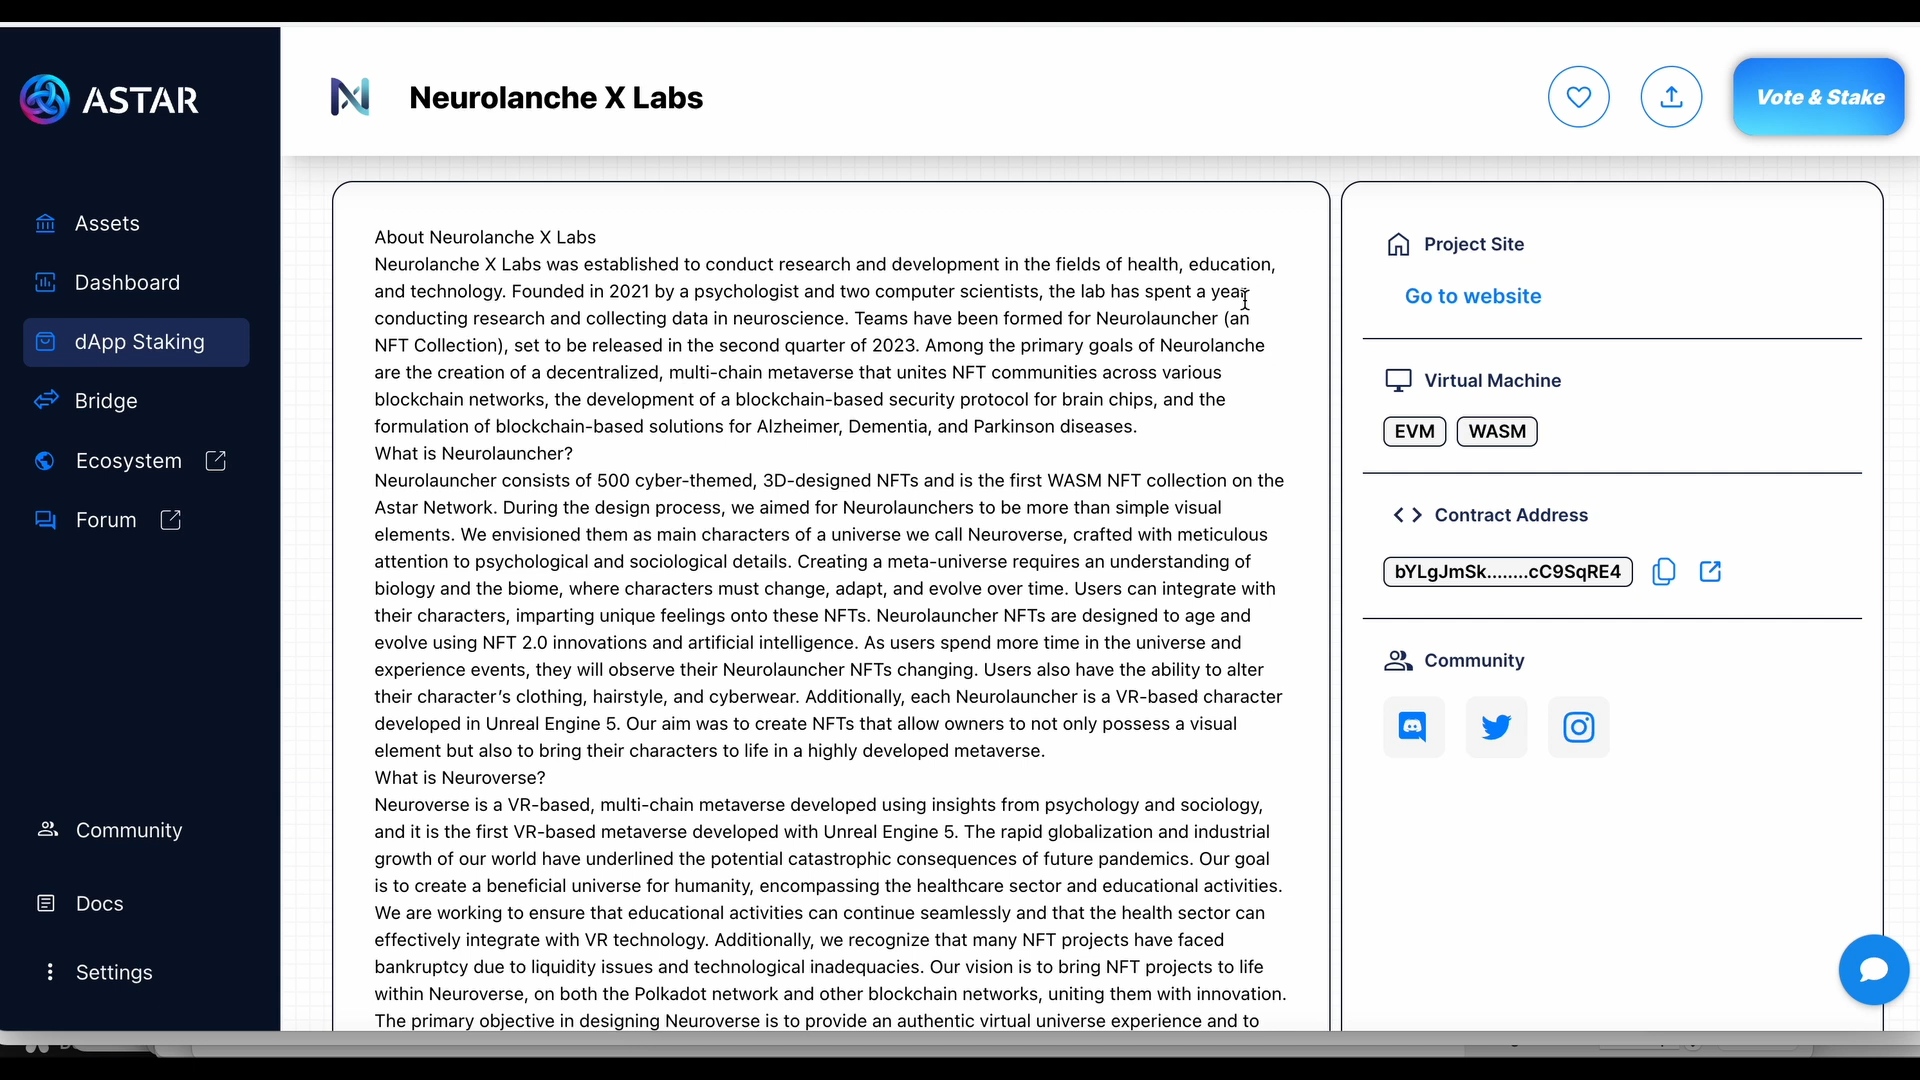 ASTAR
Neurolanche X Labs
Vote & Stake
Assets
Dashboard
dApp Staking
Bridge
Ecosystem
Forum
Community
Docs
Settings
About Neurolanche X Labs
Neurolanche X Labs was established to conduct research and development in the fields of health, education,
and technology. Founded in 2021 by a psychologist and two computer scientists, the lab has spent a year
conducting research and collecting data in neuroscience. Teams have been formed for Neurolauncher (an
NFT Collection), set to be released in the second quarter of 2023. Among the primary goals of Neurolanche
are the creation of a decentralized, multi-chain metaverse that unites NFT communities across various
blockchain networks, the development of a blockchain-based security protocol for brain chips, and the
formulation of blockchain-based solutions for Alzheimer, Dementia, and Parkinson diseases.
What is Neurolauncher?
Neurolauncher consists of 500 cyber-themed, 3D-designed NFTs and is the first WASM NFT collection on the
Astar Network. During the design process, we aimed for Neurolaunchers to be more than simple visual
elements. We envisioned them as main characters of a universe we call Neuroverse, crafted with meticulous
attention to psychological and sociological details. Creating a meta-universe requires an understanding of
biology and the biome, where characters must change, adapt, and evolve over time. Users can integrate with
their characters, imparting unique feelings onto these NFTs. Neurolauncher NFTs are designed to age and
evolve using NFT 2.0 innovations and artificial intelligence. As users spend more time in the universe and
experience events, they will observe their Neurolauncher NFTs changing. Users also have the ability to alter
their character’s clothing, hairstyle, and cyberwear. Additionally, each Neurolauncher is a VR-based character
developed in Unreal Engine 5. Our aim was to create NFTs that allow owners to not only possess a visual
element but also to bring their characters to life in a highly developed metaverse.
What is Neuroverse?
Neuroverse is a VR-based, multi-chain metaverse developed using insights from psychology and sociology,
and it is the first VR-based metaverse developed with Unreal Engine 5. The rapid globalization and industrial
growth of our world have underlined the potential catastrophic consequences of future pandemics. Our goal
is to create a beneficial universe for humanity, encompassing the healthcare sector and educational activities.
We are working to ensure that educational activities can continue seamlessly and that the health sector can
effectively integrate with VR technology. Additionally, we recognize that many NFT projects have faced
bankruptcy due to liquidity issues and technological inadequacies. Our vision is to bring NFT projects to life
within Neuroverse, on both the Polkadot network and other blockchain networks, uniting them with innovation.
The primary objective in designing Neuroverse is to provide an authentic virtual universe experience and to
Project Site
Go to website
Virtual Machine
EVM WASM
Contract Address
bYLgJmSk........cC9SqRE4
Community